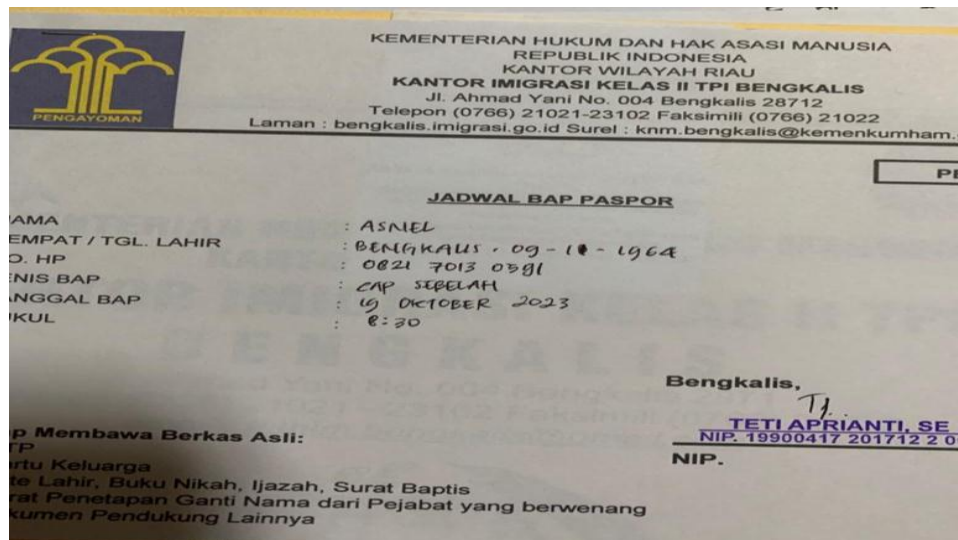 KEMENTERIAN HUKUM DAN HAK ASASI MANUSIA
REPUBLIK INDONESIA
KANTOR WILAYAH RIAU
KANTOR IMIGRASI KELAS II TPI BENGKALIS
Jl. Ahmad Yani No. 004 Bengkalis 28712
Telepon (0766) 21021-23102 Faksimili (0766) 21022
Laman : bengkalis.imigrasi.go.id Surel : knm.bengkalis@kemenkumham.
PENGAYOMAN
JADWAL BAP PASPOR
AMA : ASNEL
EMPAT / TGL. LAHIR : BENGKALIS . 09 - 10 - 1964
O. HP : 0821 7013 0591
ENIS BAP : CAP SEBELAH
NGGAL BAP : 19 OKTOBER 2023
UKUL : 8:30
Bengkalis,
TETI APRIANTI, SE
NIP. 19900417 201712 2 0
NIP.
p Membawa Berkas Asli:
TP
rtu Keluarga
te Lahir, Buku Nikah, Ijazah, Surat Baptis
rat Penetapan Ganti Nama dari Pejabat yang berwenang
kumen Pendukung Lainnya